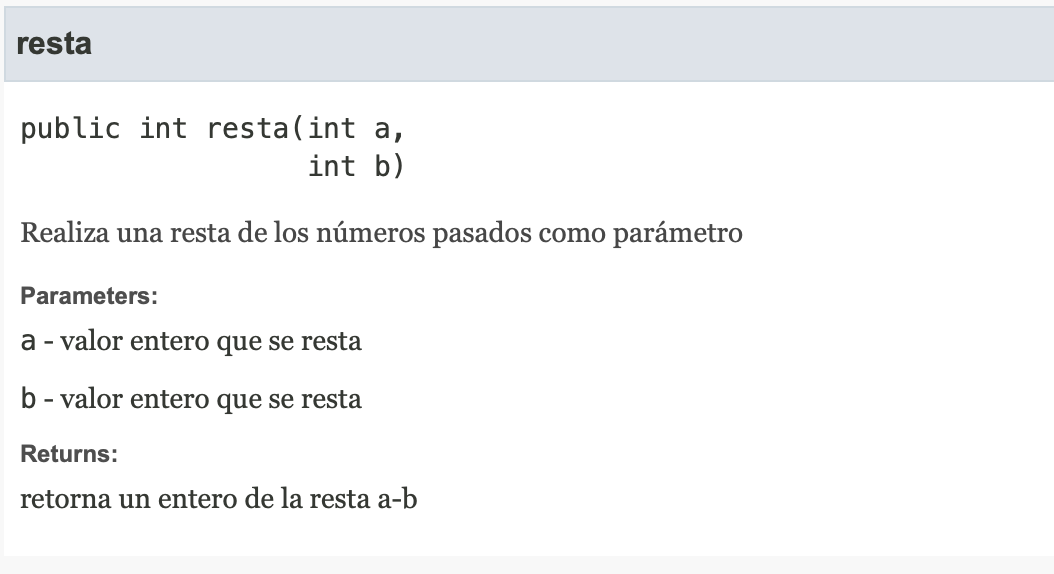 resta
public int resta(int a,
int b)
Realiza una resta de los números pasados como parámetro
Parameters:
a - valor entero que se resta
b - valor entero que se resta
Returns:
retorna un entero de la resta a-b